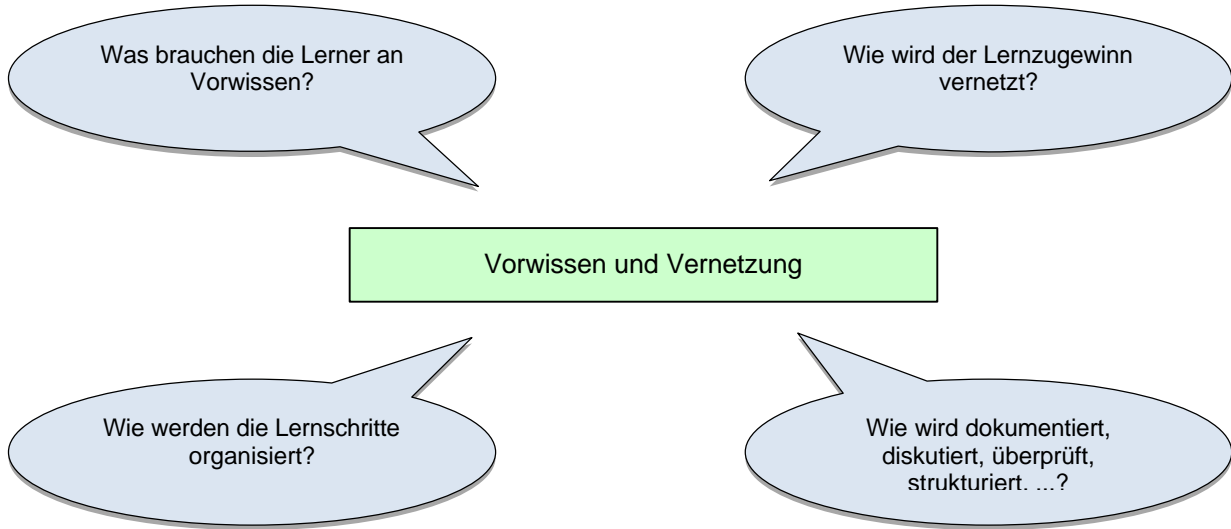 Was brauchen die Lerner an
Vorwissen?
Wie wird der Lernzugewinn
vernetzt?
Vorwissen und Vernetzung
Wie werden die Lernschritte
organisiert?
Wie wird dokumentiert,
diskutiert, überprüft,
strukturiert, ...?